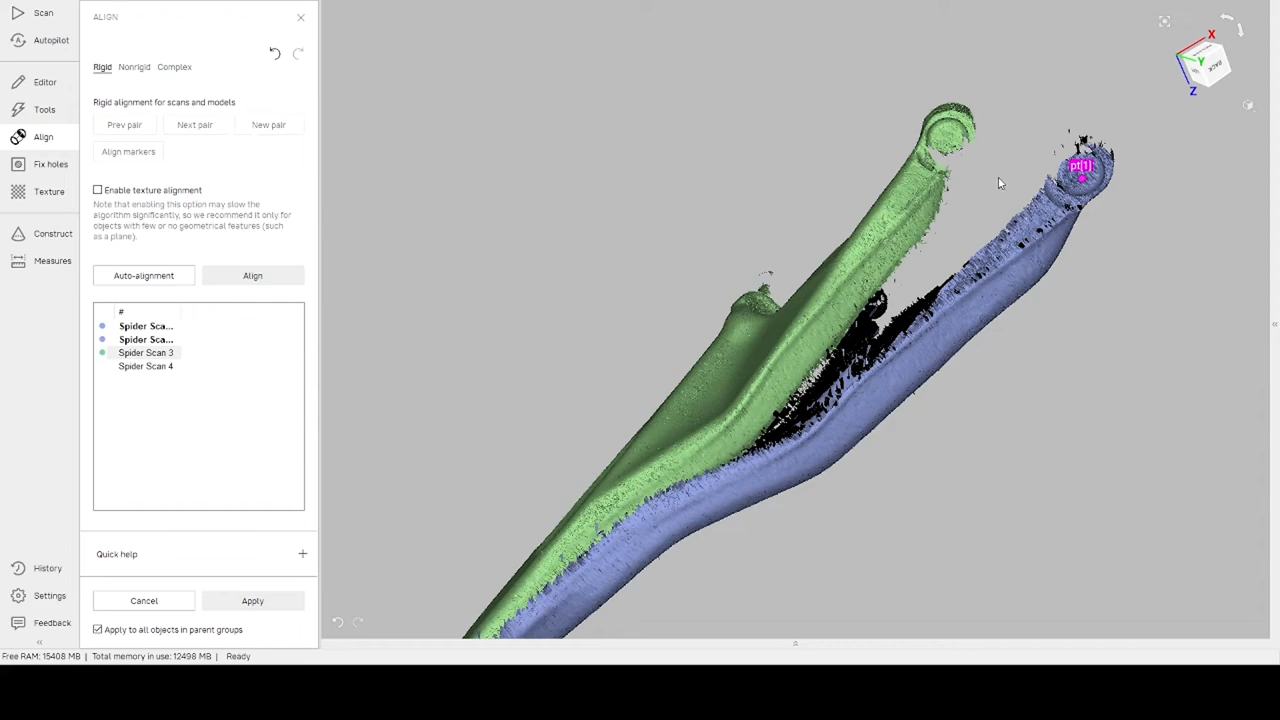 Scan
Autopilot
Editor
Tools
Align
Fix holes
Texture
Construct
Measures
History
Settings
Feedback
ALIGN
Rigid Nonrigid Complex
Rigid alignment for scans and models
Prev pair Next pair New pair
Align markers
Enable texture alignment
Note that enabling this option may slow the
algorithm significantly, so we recommend it only for
objects with few or no geometrical features (such
as a plane).
Auto-alignment Align
#
Spider Sca...
Spider Sca...
Spider Scan 3
Spider Scan 4
Quick help
Cancel Apply
Apply to all objects in parent groups
Free RAM: 15408 MB | Total memory in use: 12498 MB | Ready
pt[1]
X
Y
Z
BACK